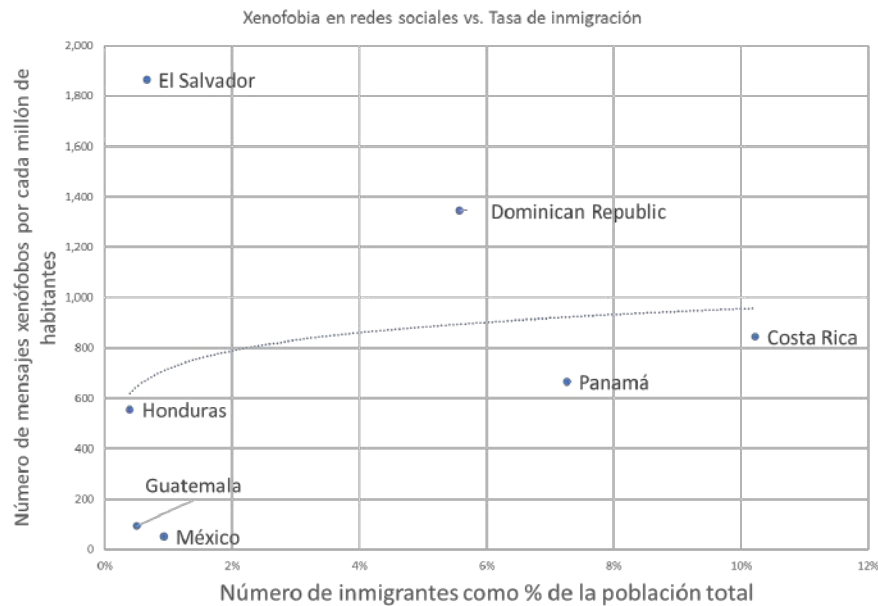 Xenofobia en redes sociales vs. Tasa de inmigración
Número de mensajes xenófobos por cada millón de
habitantes
2,000
1,800
1,600
1,400
1,200
1,000
800
600
400
200
0
El Salvador
Dominican Republic
Costa Rica
Panamá
Honduras
Guatemala
México
0% 2% 4% 6% 8% 10% 12%
Número de inmigrantes como % de la población total